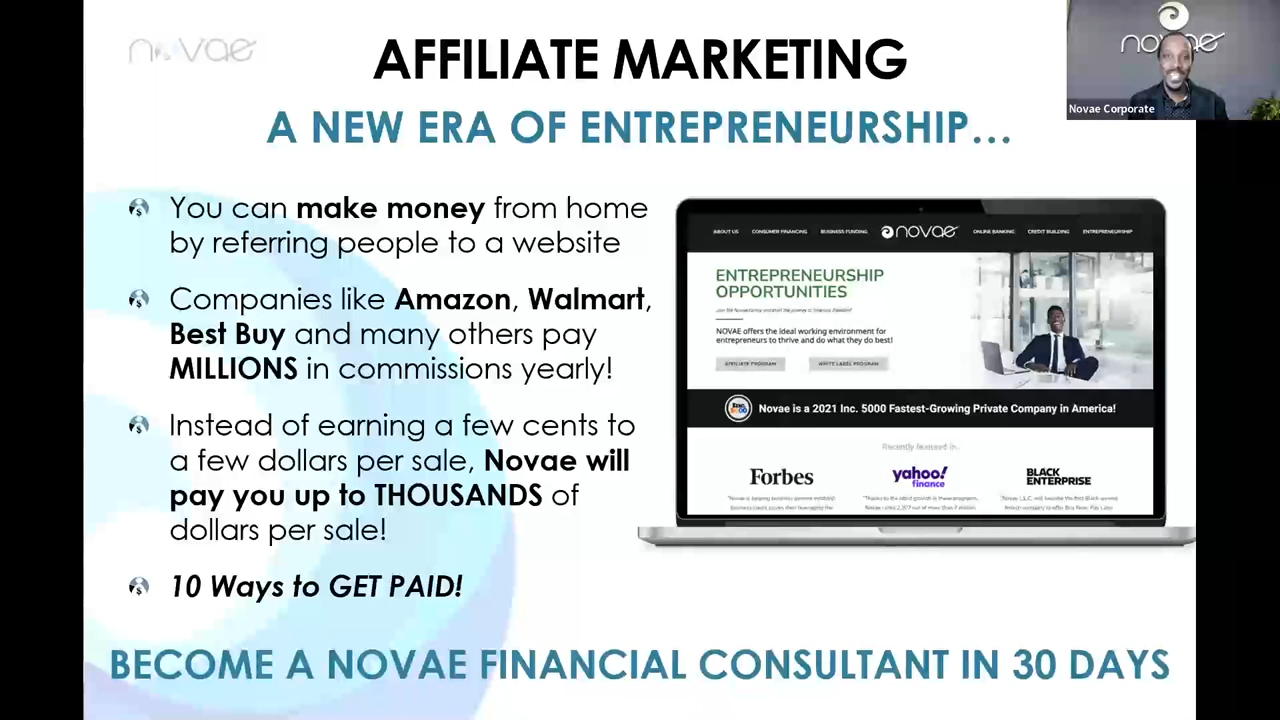 novae
AFFILIATE MARKETING
A NEW ERA OF ENTREPRENEURSHIP...
novae
Novae Corporate
You can make money from home
by referring people to a website
Companies like Amazon, Walmart,
Best Buy and many others pay
MILLIONS in commissions yearly!
Instead of earning a few cents to
a few dollars per sale, Novae will
pay you up to THOUSANDS of
dollars per sale!
10 Ways to GET PAID!
ABOUT US CONSUMER FINANCING BUSINESS FUNDING novae ONLINE BANKING CREDIT BUILDING ENTREPRENEURSHIP
ENTREPRENEURSHIP
OPPORTUNITIES
NOVAE offers the ideal working environment for
entrepreneurs to thrive and do what they do best!
AFFILIATE PROGRAM WHITE LABEL PROGRAM
Novae is a 2021 Inc. 5000 Fastest-Growing Private Company in America!
Recently featured in...
Forbes yahoo! finance BLACK ENTERPRISE
BECOME A NOVAE FINANCIAL CONSULTANT IN 30 DAYS